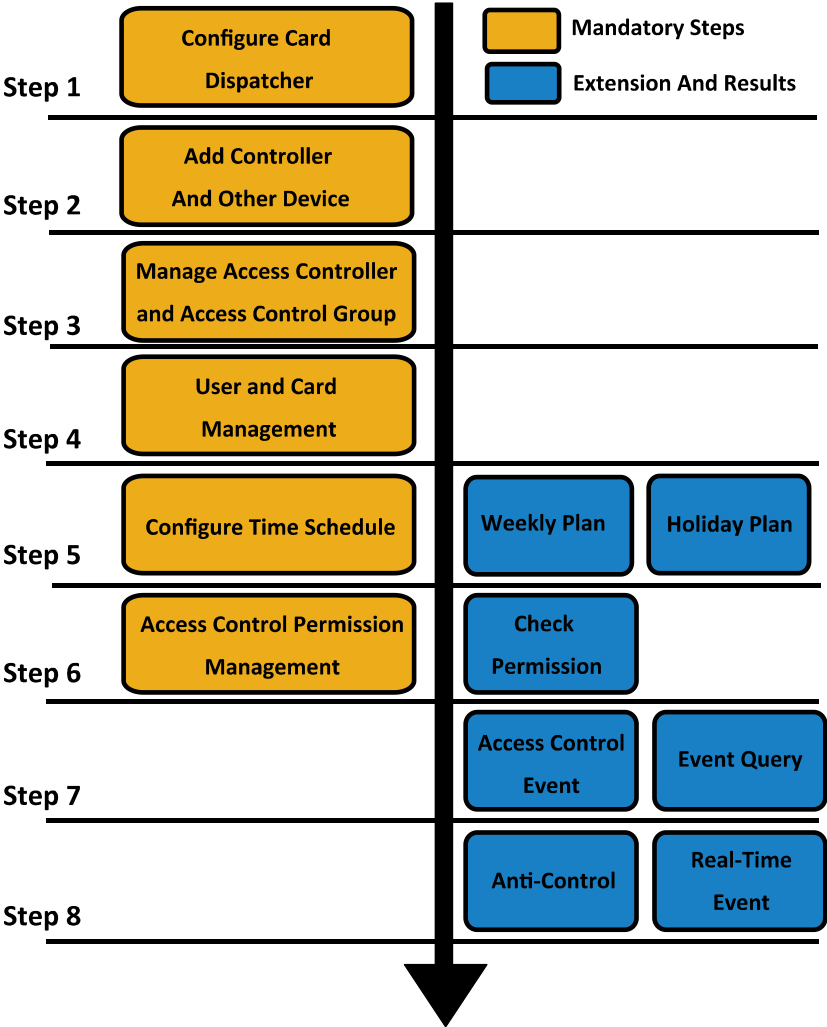 Mandatory Steps
Extension And Results
Step 1
Configure Card
Dispatcher
Step 2
Add Controller
And Other Device
Step 3
Manage Access Controller
and Access Control Group
Step 4
User and Card
Management
Step 5
Configure Time Schedule
Weekly Plan
Holiday Plan
Step 6
Access Control Permission
Management
Check
Permission
Step 7
Access Control
Event
Event Query
Step 8
Anti-Control
Real-Time
Event